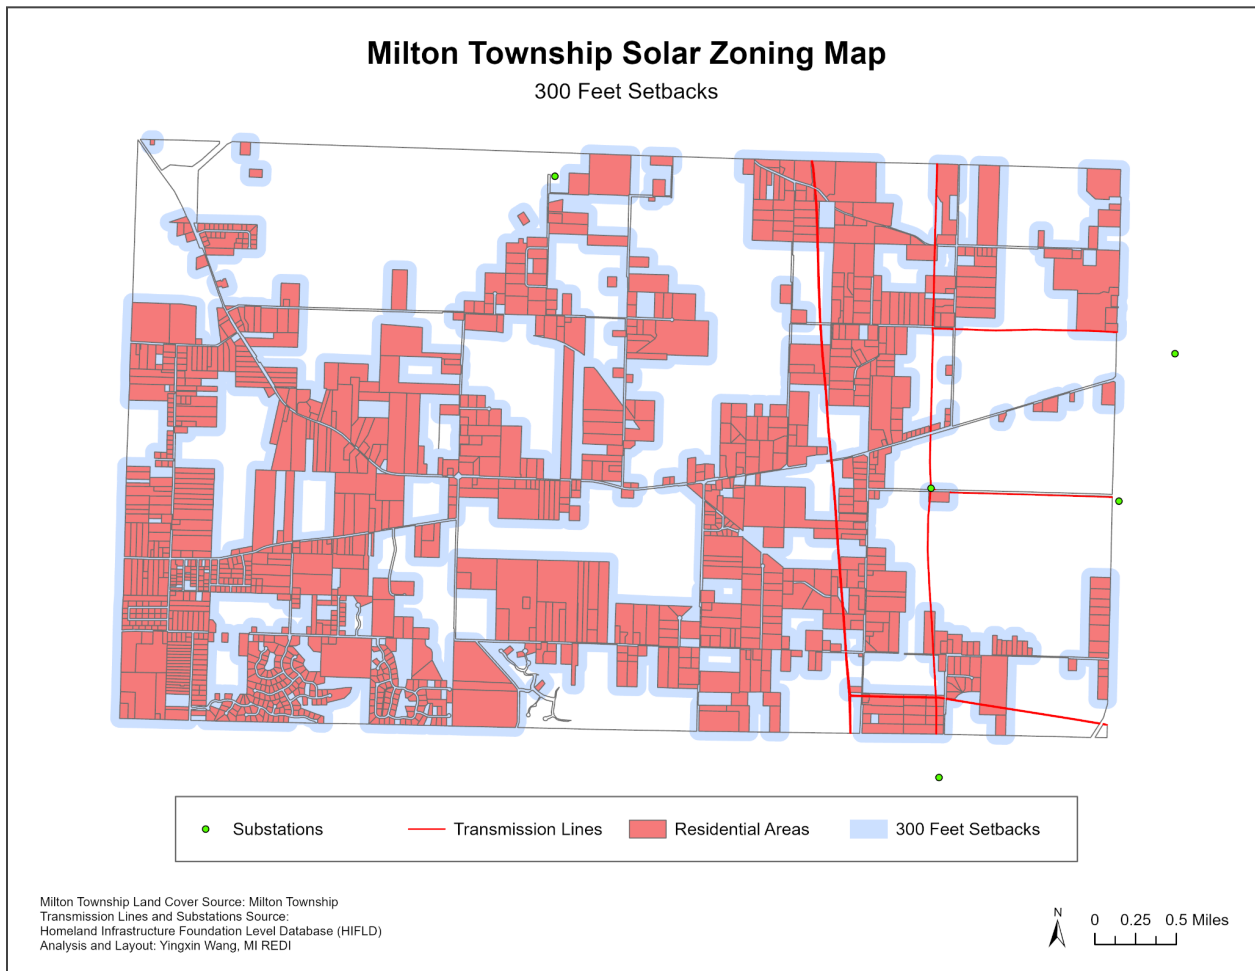 Milton Township Solar Zoning Map
300 Feet Setbacks
Substations
Transmission Lines
Residential Areas
300 Feet Setbacks
Milton Township Land Cover Source: Milton Township
Transmission Lines and Substations Source:
Homeland Infrastructure Foundation Level Database (HIFLD)
Analysis and Layout: Yingxin Wang, MI REDI
N
0 0.25 0.5 Miles